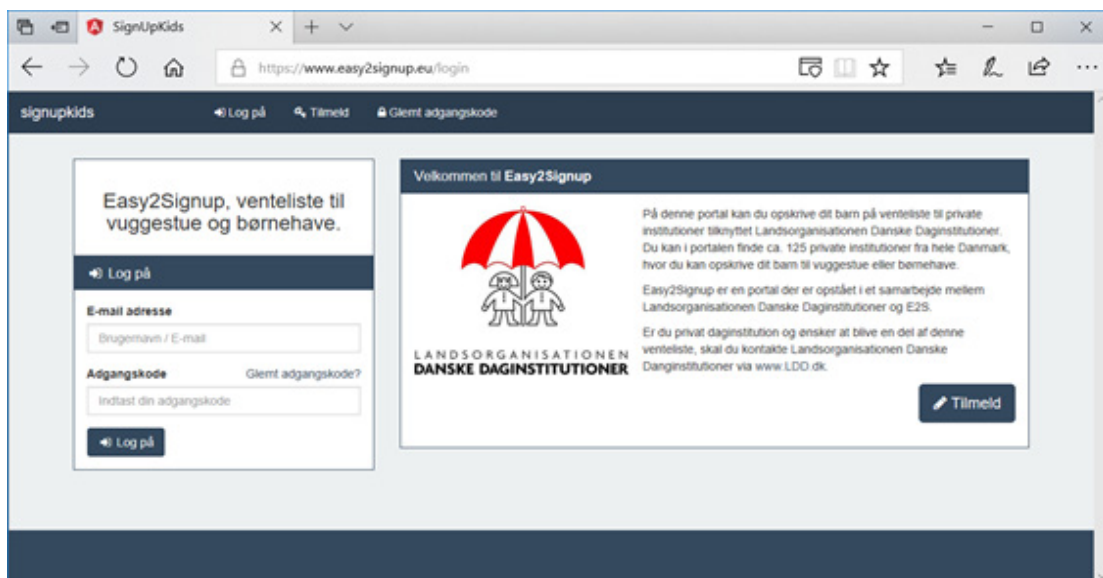 SignUpKids
https://www.easy2signup.eu/login
signupkids Log på Tilmeld Glemt adgangskode
Easy2Signup, venteliste til
vuggestue og børnehave.
Log på
E-mail adresse
Brugernavn / E-mail
Adgangskode Glemt adgangskode?
Indtast din adgangskode
Log på
Velkommen til Easy2Signup
LANDSORGANISATIONEN
DANSKE DAGINSTITUTIONER
På denne portal kan du opskrive dit barn på venteliste til private
institutioner tilknyttet Landsorganisationen Danske Daginstitutioner.
Du kan i portalen finde ca. 125 private institutioner fra hele Danmark,
hvor du kan opskrive dit barn til vuggestue eller børnehave.
Easy2Signup er en portal der er opstået i et samarbejde mellem
Landsorganisationen Danske Daginstitutioner og E2S.
Er du privat daginstitution og ønsker at blive en del af denne
venteliste, skal du kontakte Landsorganisationen Danske
Danginstitutioner via www.LDD.dk.
Tilmeld